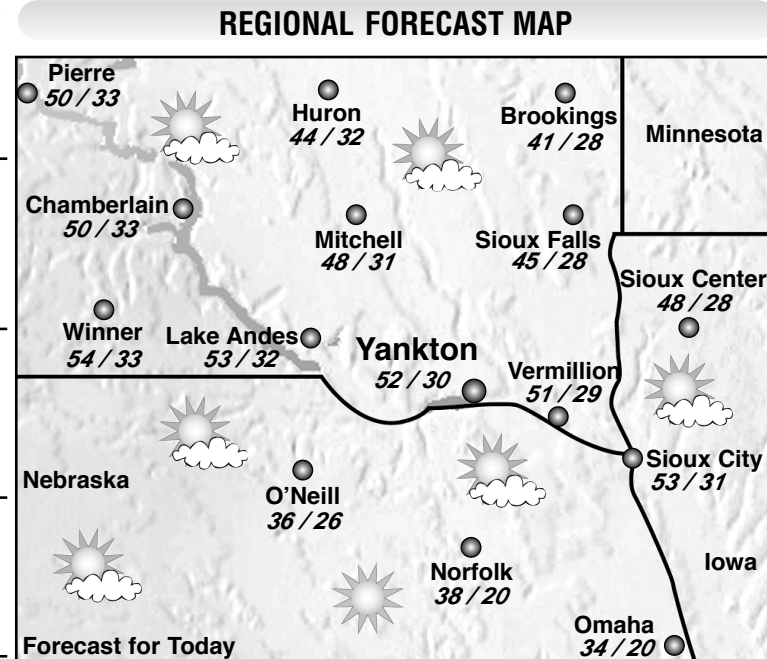 REGIONAL FORECAST MAP
Pierre
50 / 33
Huron
44 / 32
Brookings
41 / 28
Minnesota
Chamberlain
50 / 33
Mitchell
48 / 31
Sioux Falls
45 / 28
Sioux Center
48 / 28
Winner
54 / 33
Lake Andes
53 / 32
Yankton
52 / 30
Vermillion
51 / 29
Nebraska
O’Neill
36 / 26
Sioux City
53 / 31
Norfolk
38 / 20
Iowa
Omaha
34 / 20
Forecast for Today